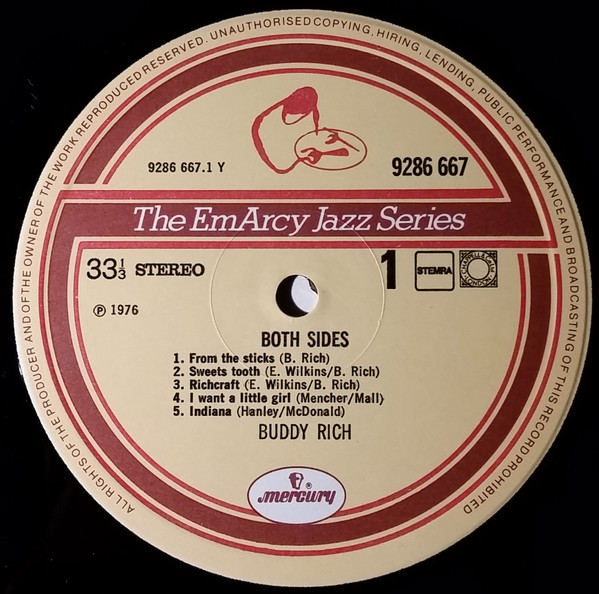 ALL RIGHTS OF THE PRODUCER AND OF THE OWNER OF THE WORK REPRODUCED RESERVED. UNAUTHORISED COPYING, HIRING, LENDING, PUBLIC PERFORMANCE AND BROADCASTING OF THIS RECORD PROHIBITED
9286 667.1 Y
9286 667
The EmArcy Jazz Series
33⅓ STEREO
1
STEMRA
℗ 1976
BOTH SIDES
1. From the sticks (B. Rich)
2. Sweets tooth (E. Wilkins/B. Rich)
3. Richcraft (E. Wilkins/B. Rich)
4. I want a little girl (Mencher/Mall)
5. Indiana (Hanley/McDonald)
BUDDY RICH
®
mercury